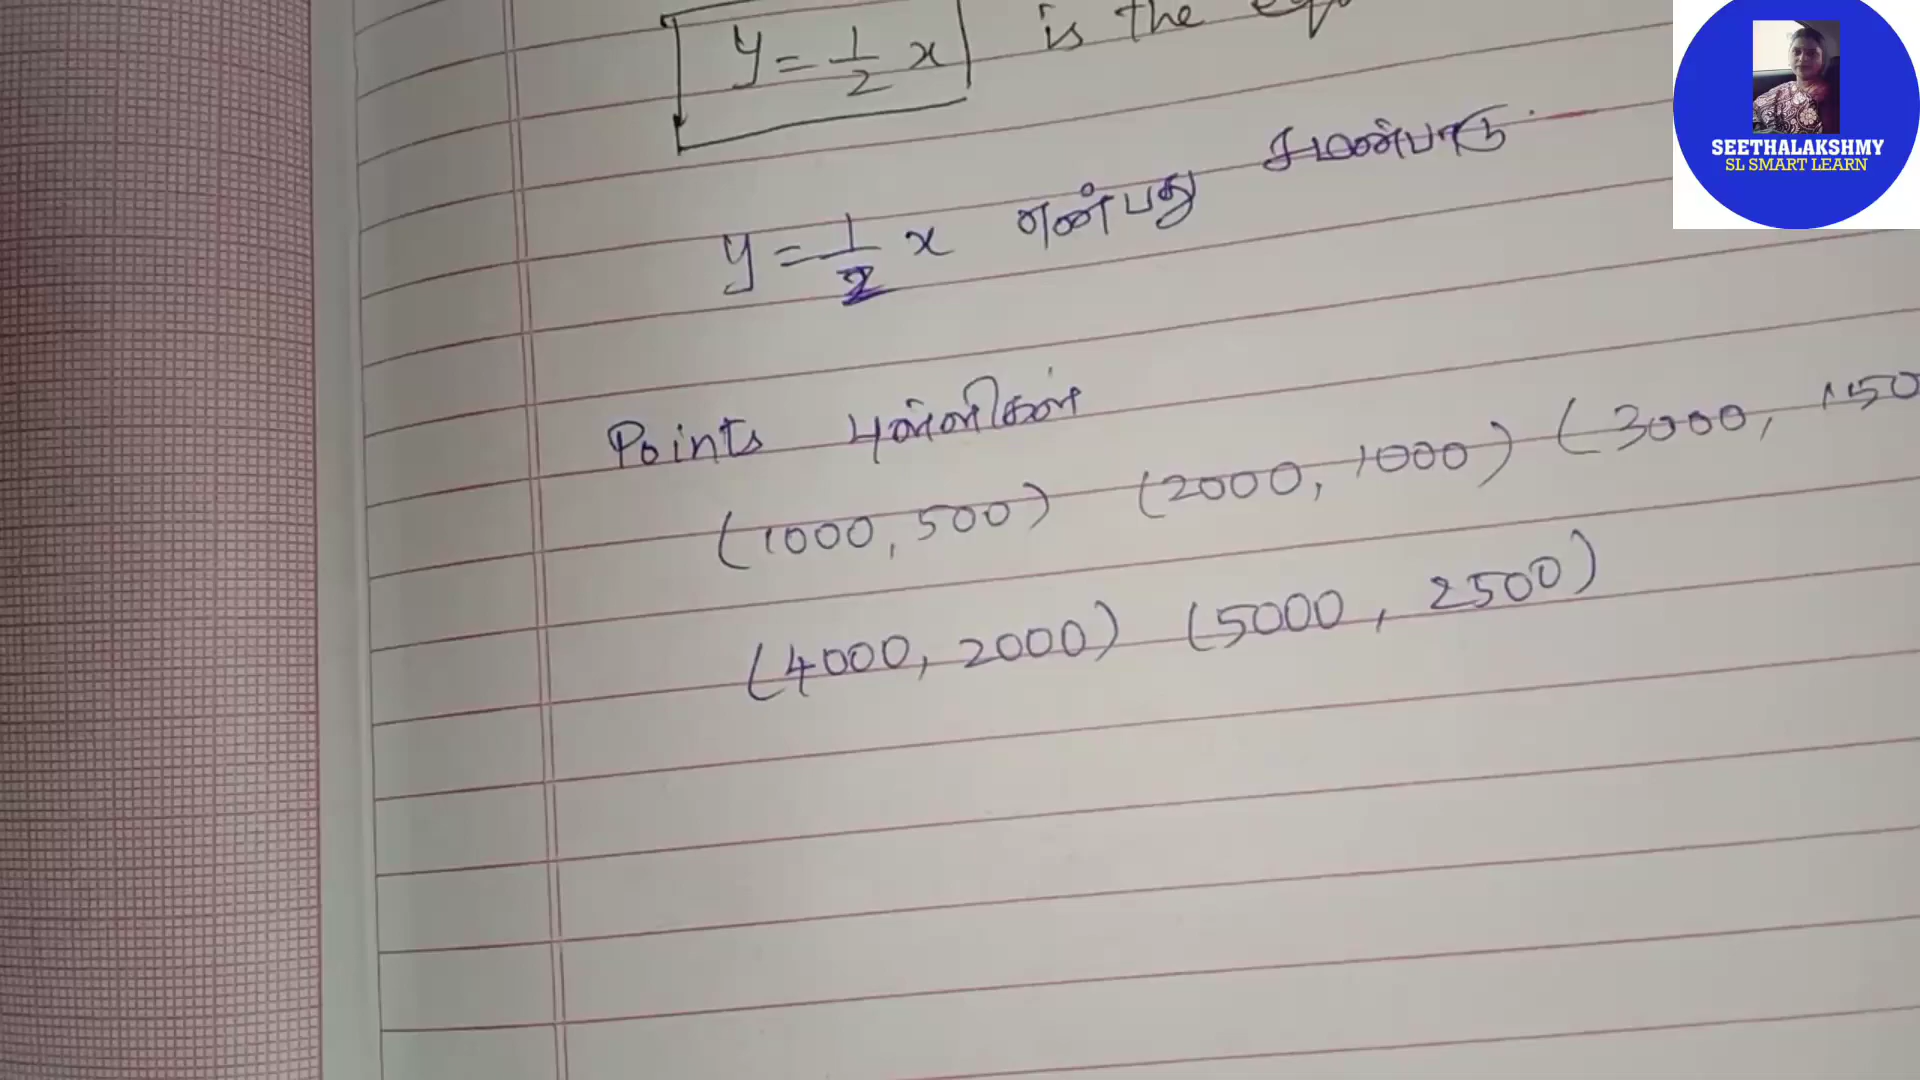 y = 1/2 x is the
y = 1/2 x என்பது சமன்பாடு.
Points புள்ளிகள்
(1000, 500) (2000, 1000) (3000, 150
(4000, 2000) (5000, 2500)
SEETHALAKSHMY
SL SMART LEARN